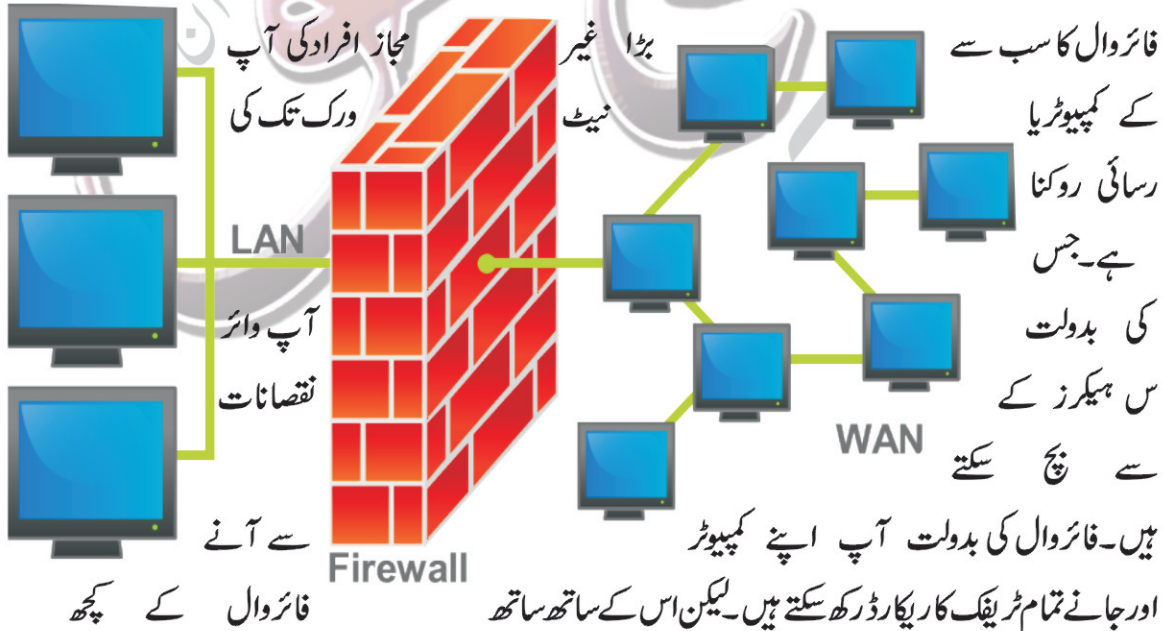 فائروال کا سب سے بڑا غیر مجاز افراد کی آپ
کے کمپیوٹر یا نیٹ ورک تک کی
رسائی روکنا
ہے۔جس
کی بدولت آپ وائر
س ہیکرز کے نقصانات
سے بچ سکتے
ہیں۔فائروال کی بدولت آپ اپنے کمپیوٹر سے آنے
اور جانے تمام ٹریفک کا ریکارڈ رکھ سکتے ہیں۔لیکن اس کے ساتھ ساتھ فائروال کے کچھ
LAN
WAN
Firewall